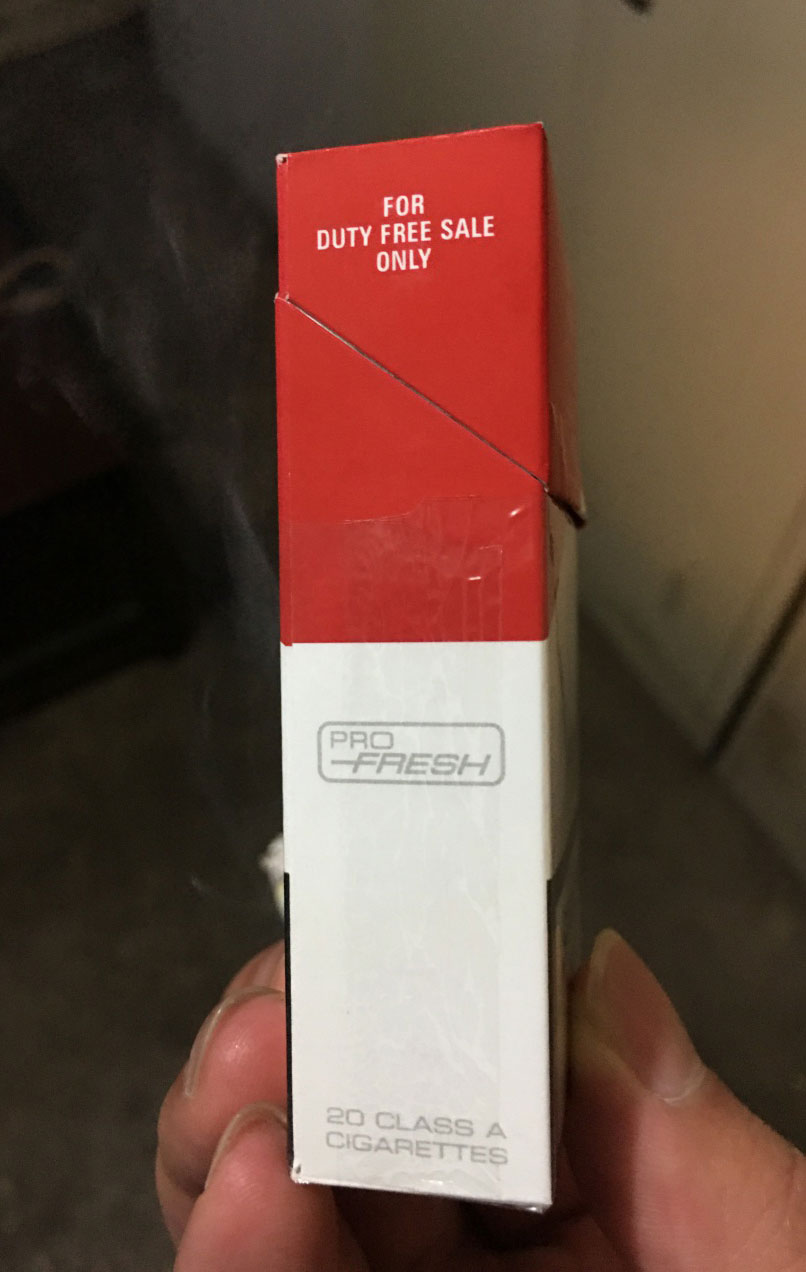 FOR
DUTY FREE SALE
ONLY
PRO
FRESH
20 CLASS A
CIGARETTES